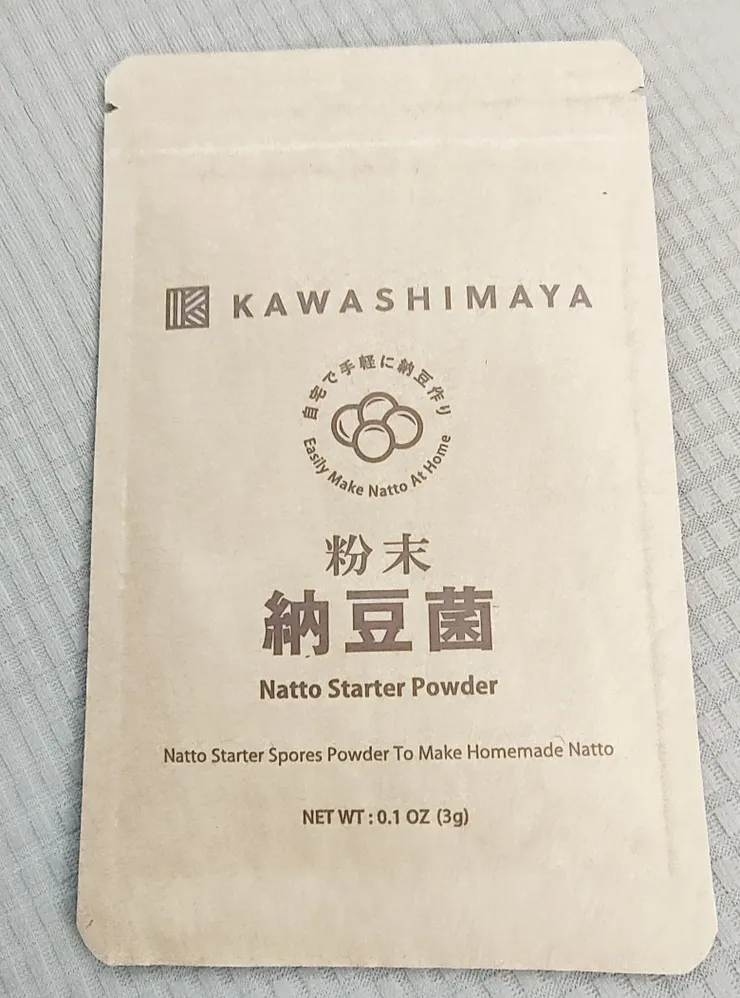 KAWASHIMAYA
自宅で手軽に納豆作り
Easily Make Natto At Home
粉末
納豆菌
Natto Starter Powder
Natto Starter Spores Powder To Make Homemade Natto
NET WT : 0.1 OZ (3g)